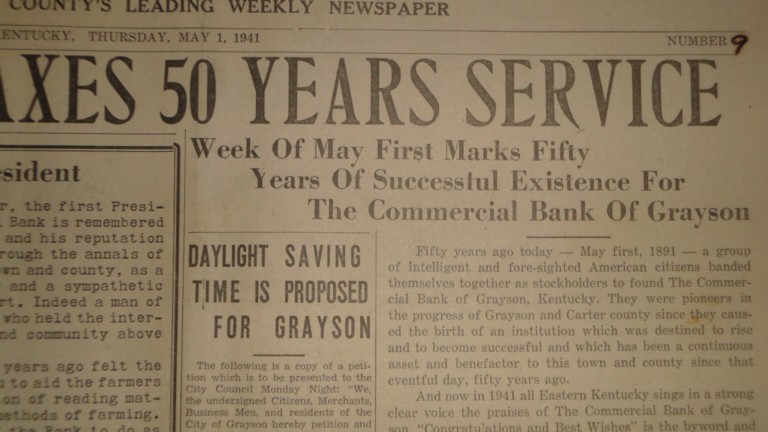 COUNTY'S LEADING WEEKLY NEWSPAPER
KENTUCKY, THURSDAY, MAY 1, 1941
NUMBER 9
AXES 50 YEARS SERVICE
Week Of May First Marks Fifty
Years Of Successful Existence For
The Commercial Bank Of Grayson
sident
r, the first Presi-
Bank is remembered
and his reputation
rough the annals of
wn and county, as a
and a sympathetic
rt. Indeed a man of
who held the inter-
nd community above
years ago felt the
to aid the farmers
on of reading mat-
ethods of farming.
the Bank to do as
DAYLIGHT SAVING
TIME IS PROPOSED
FOR GRAYSON
The following is a copy of a peti-
tion which is to be presented to the
City Council Monday Night: "We,
the undersigned Citizens, Merchants,
Business Men, and residents of the
City of Grayson hereby petition and
Fifty years ago today — May first, 1891 — a group
of intelligent and fore-sighted American citizens banded
themselves together as stockholders to found The Commer-
cial Bank of Grayson, Kentucky. They were pioneers in
the progress of Grayson and Carter county since they caus-
ed the birth of an institution which was destined to rise
and to become successful and which has been a continuous
asset and benefactor to this town and county since that
eventful day, fifty years ago.
And now in 1941 all Eastern Kentucky sings in a strong
clear voice the praises of The Commercial Bank of Gray-
son. "Congratulations and Best Wishes" is the byword and